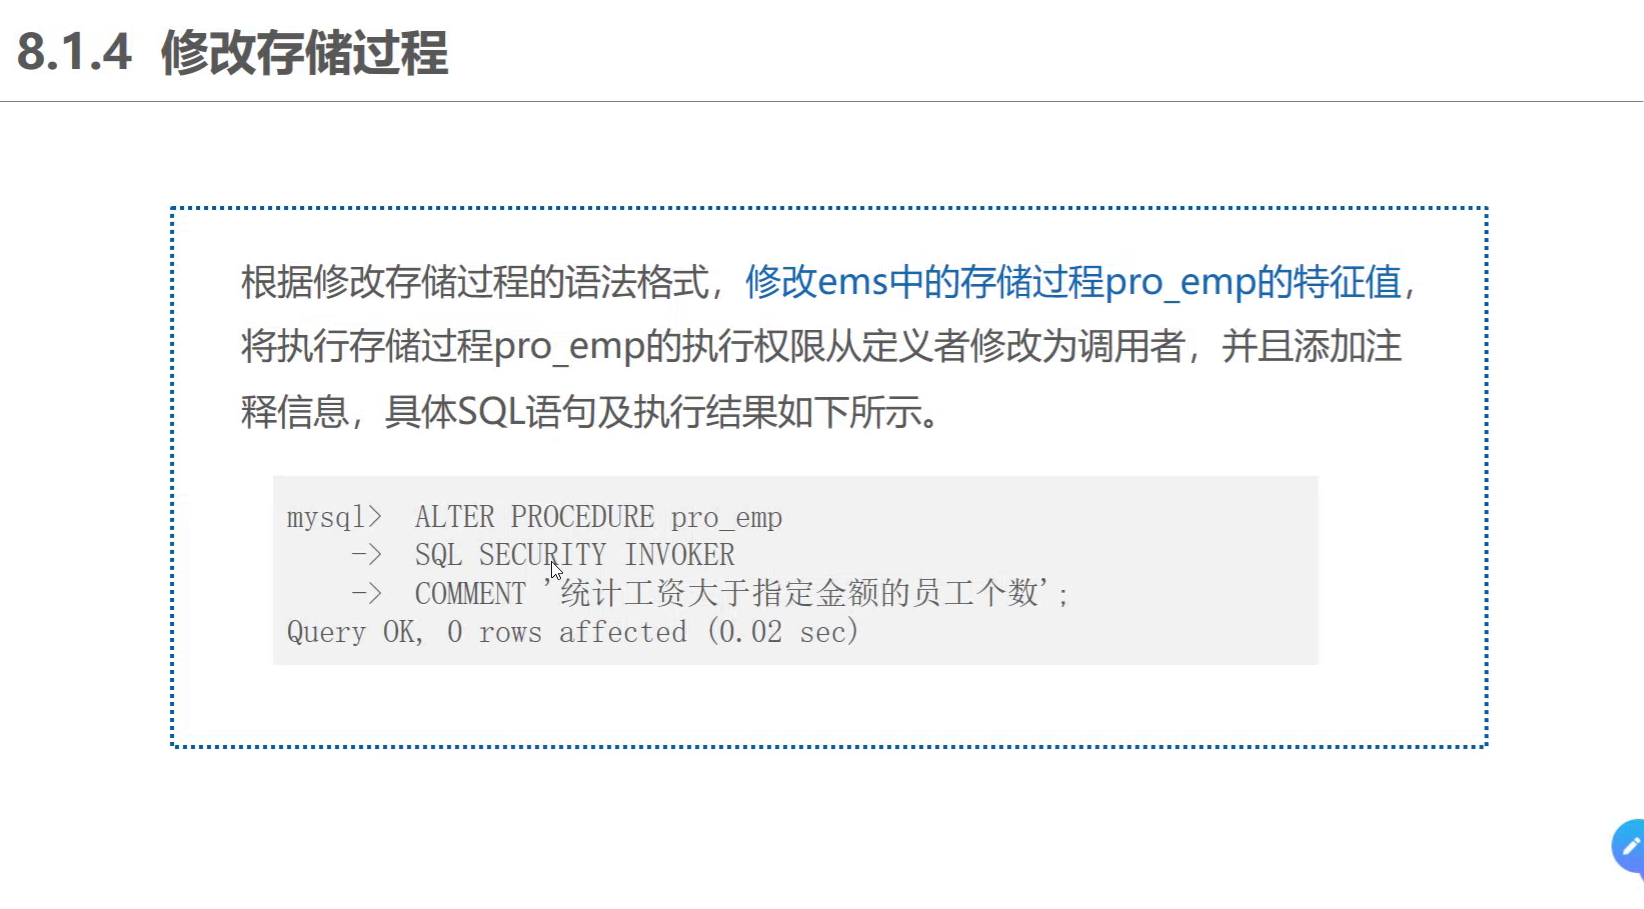 8.1.4 修改存储过程
根据修改存储过程的语法格式，修改ems中的存储过程pro_emp的特征值，
将执行存储过程pro_emp的执行权限从定义者修改为调用者，并且添加注
释信息，具体SQL语句及执行结果如下所示。
mysql> ALTER PROCEDURE pro_emp
-> SQL SECURITY INVOKER
-> COMMENT '统计工资大于指定金额的员工个数';
Query OK, 0 rows affected (0.02 sec)